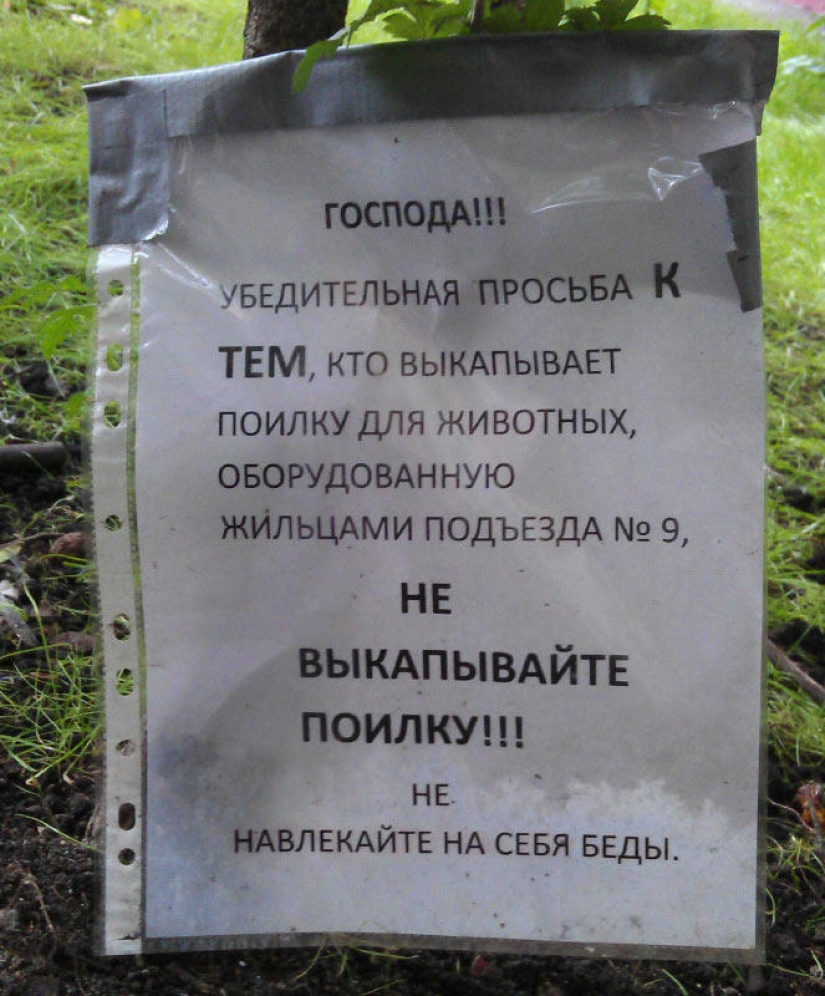 ГОСПОДА!!!
УБЕДИТЕЛЬНАЯ ПРОСЬБА К
ТЕМ, КТО ВЫКАПЫВАЕТ
ПОИЛКУ ДЛЯ ЖИВОТНЫХ,
ОБОРУДОВАННУЮ
ЖИЛЬЦАМИ ПОДЪЕЗДА № 9,
НЕ
ВЫКАПЫВАЙТЕ
ПОИЛКУ!!!
НЕ
НАВЛЕКАЙТЕ НА СЕБЯ БЕДЫ.